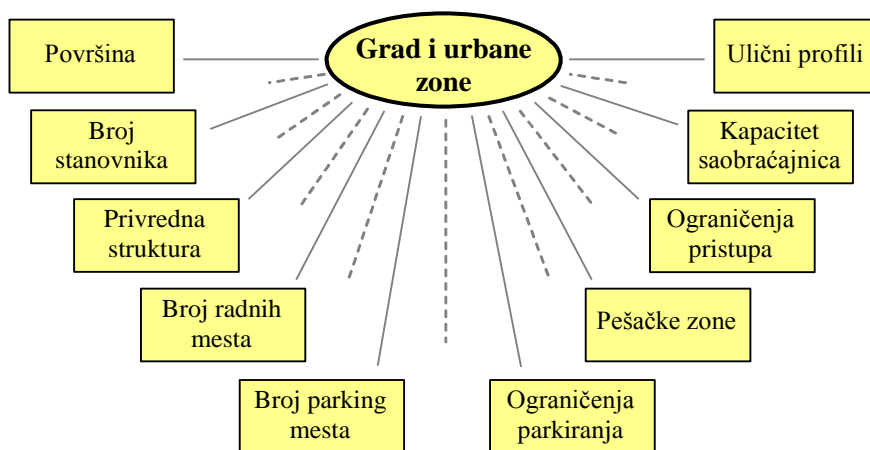 Grad i urbane
zone
Površina
Broj
stanovnika
Privredna
struktura
Broj radnih
mesta
Broj parking
mesta
Ulični profili
Kapacitet
saobraćajnica
Ograničenja
pristupa
Pešačke zone
Ograničenja
parkiranja